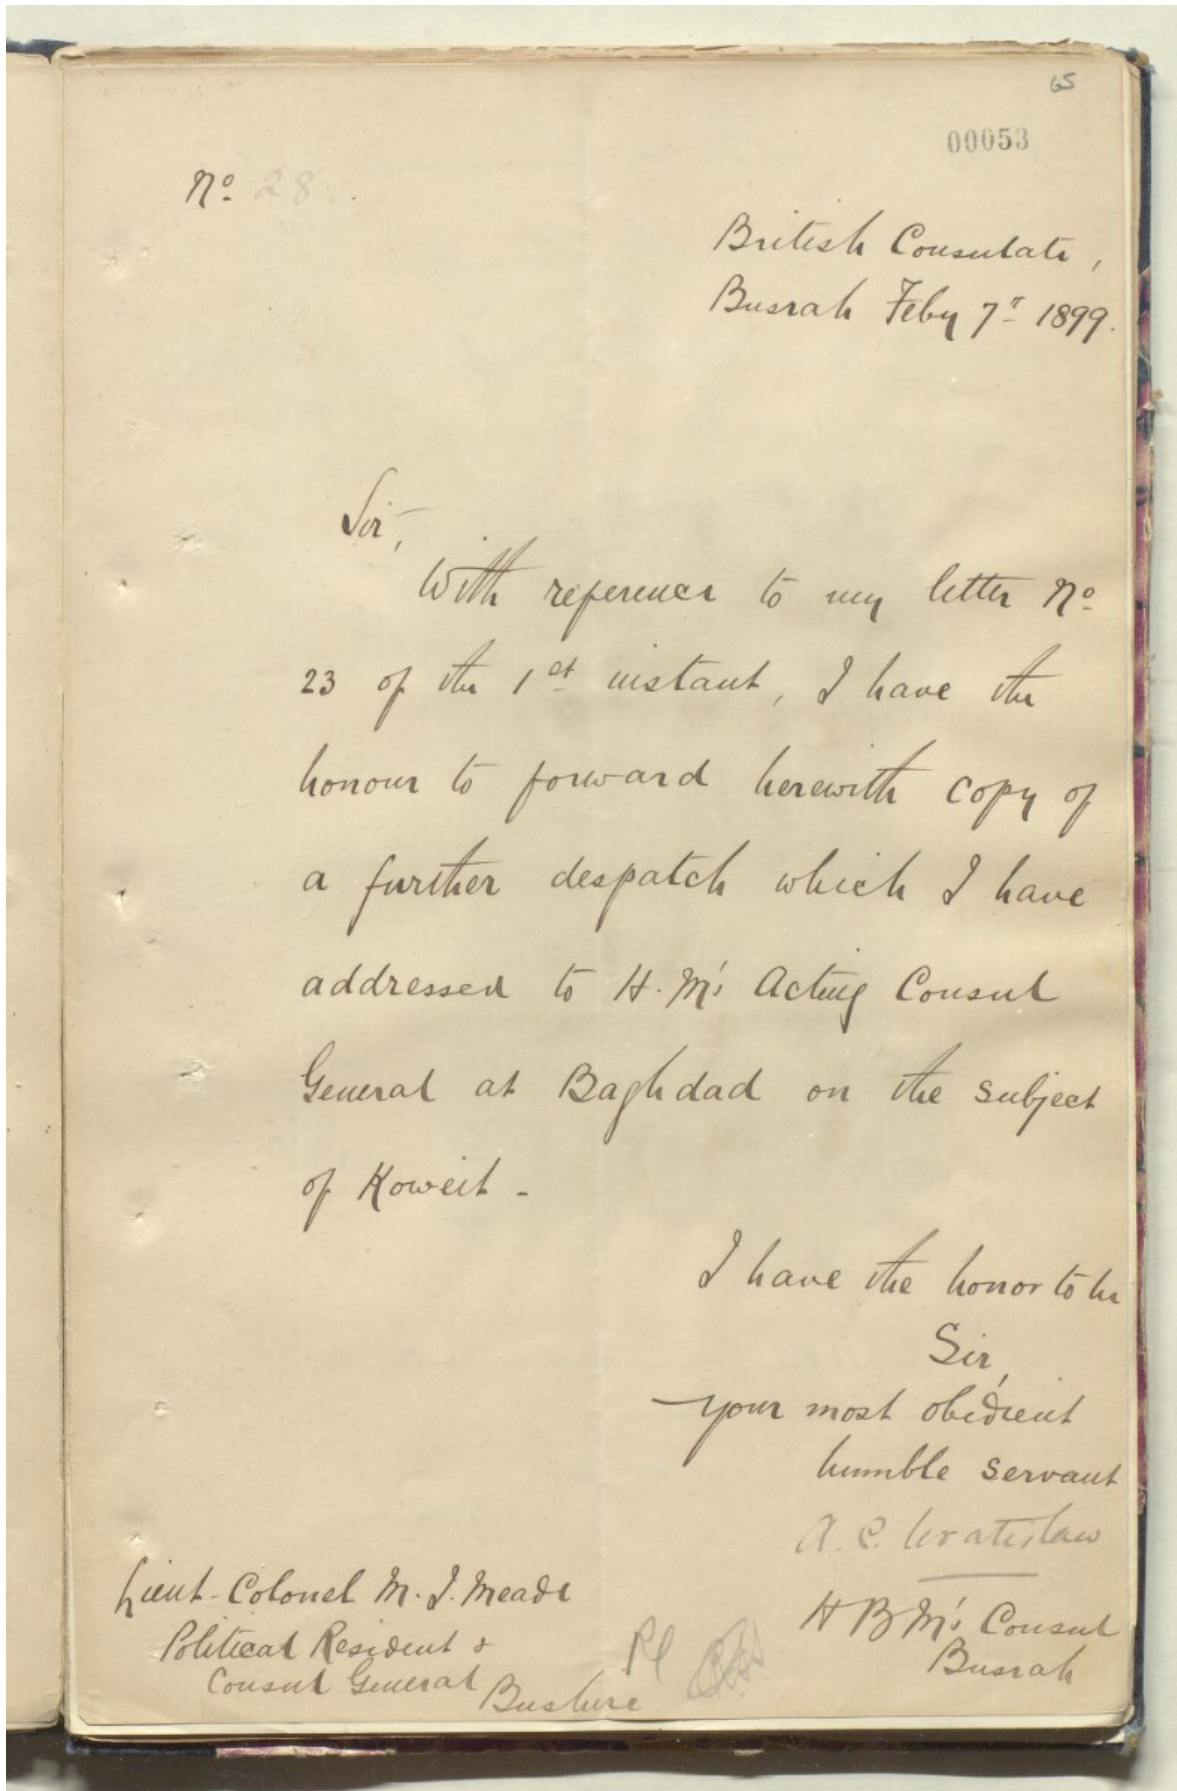 65
00053
No. 28.
British Consulate,
Busrah Feby 7th 1899.
Sir,
With reference to my letter No.
23 of the 1st instant, I have the
honour to forward herewith copy of
a further despatch which I have
addressed to H.M's Acting Consul
General at Baghdad on the subject
of Koweit -
I have the honor to be
Sir,
your most obedient
humble servant
A. C. Wratislaw
H B M's Consul
Busrah
Lieut-Colonel M. J. Meade
Political Resident &
Consul General Bushire